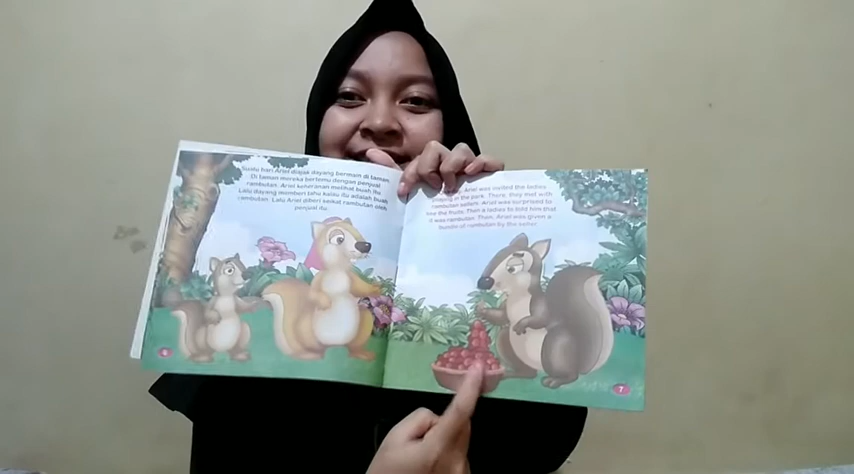 Suatu hari Ariel diajak dayang bermain di taman.
Di taman mereka bertemu dengan penjual
rambutan. Ariel keheranan melihat buah itu.
Lalu dayang memberi tahu kalau itu adalah buah
rambutan. Lalu Ariel diberi seikat rambutan oleh
penjual itu.
6
Ariel was invited the ladies
playing in the park. There, they met with
rambutan sellers. Ariel was surprised to
see the fruits. Then a ladies to told him that
it was rambutan. Then, Ariel was given a
bundle of rambutan by the seller
7